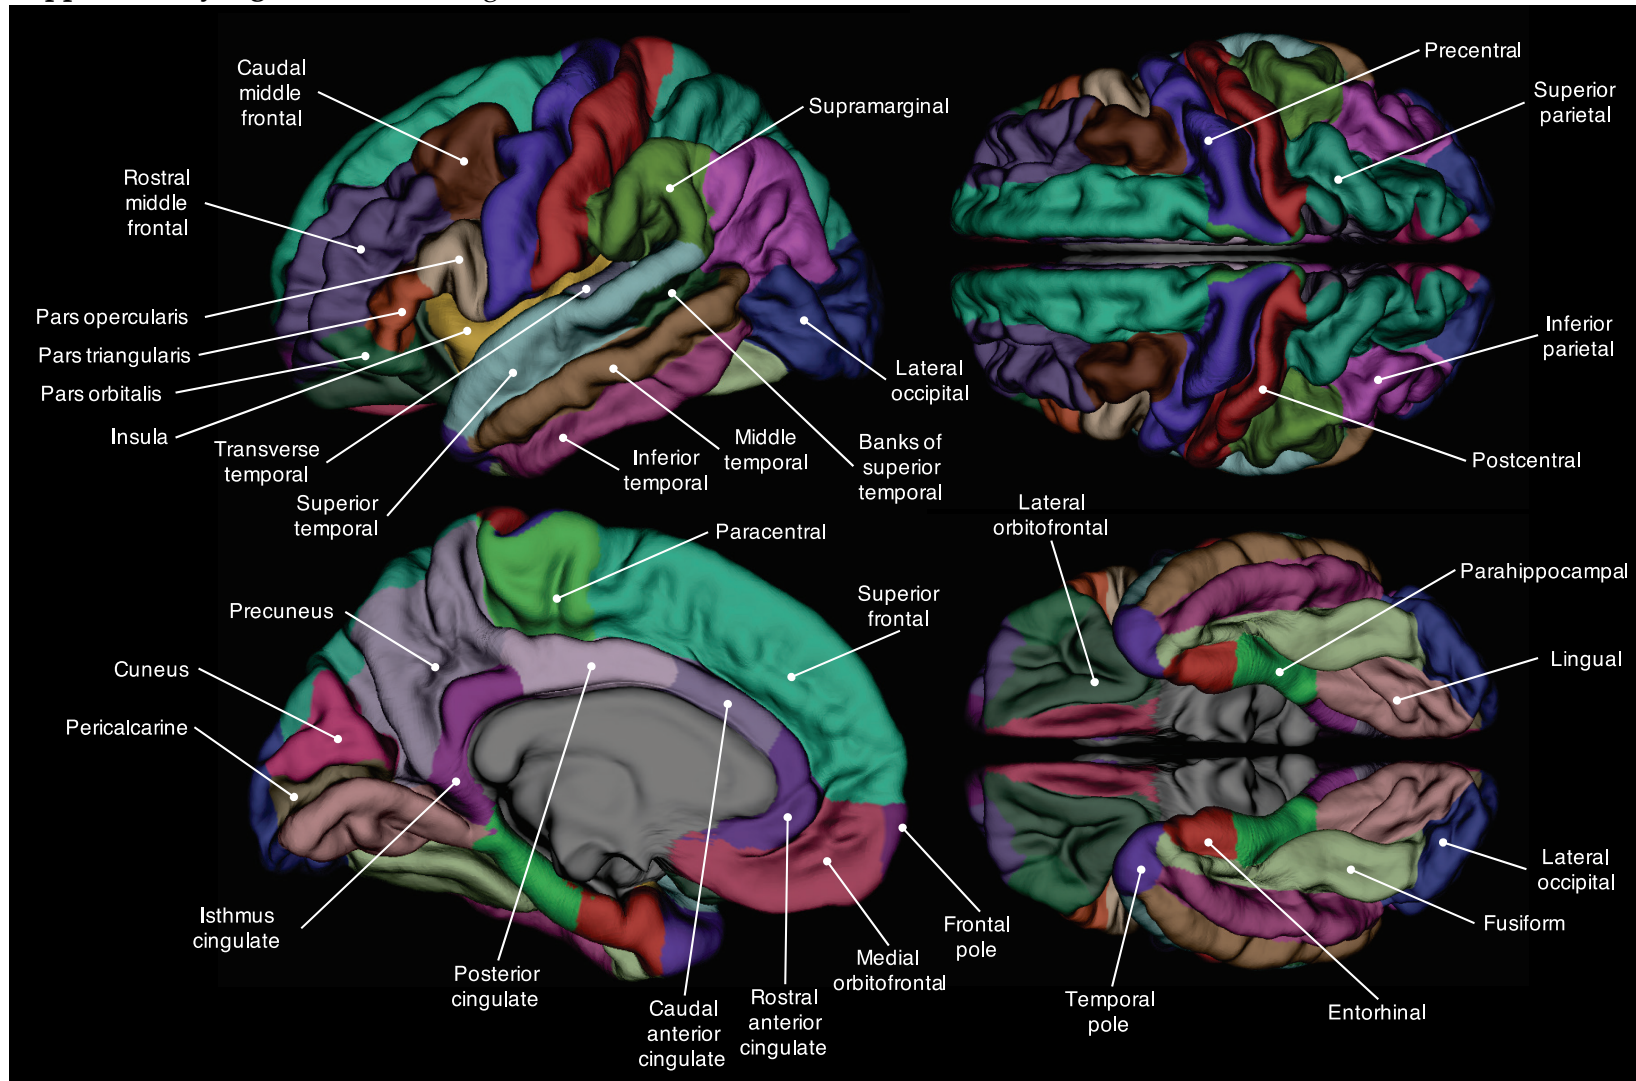 Caudal
middle
frontal
Rostral
middle
frontal
Pars opercularis
Pars triangularis
Pars orbitalis
Insula
Transverse
temporal
Superior
temporal
Inferior
temporal
Middle
temporal
Banks of
superior
temporal
Lateral
occipital
Supramarginal
Precentral
Superior
parietal
Inferior
parietal
Postcentral
Paracentral
Superior
frontal
Precuneus
Cuneus
Pericalcarine
Isthmus
cingulate
Posterior
cingulate
Caudal
anterior
cingulate
Rostral
anterior
cingulate
Medial
orbitofrontal
Frontal
pole
Lateral
orbitofrontal
Parahippocampal
Lingual
Lateral
occipital
Fusiform
Entorhinal
Temporal
pole